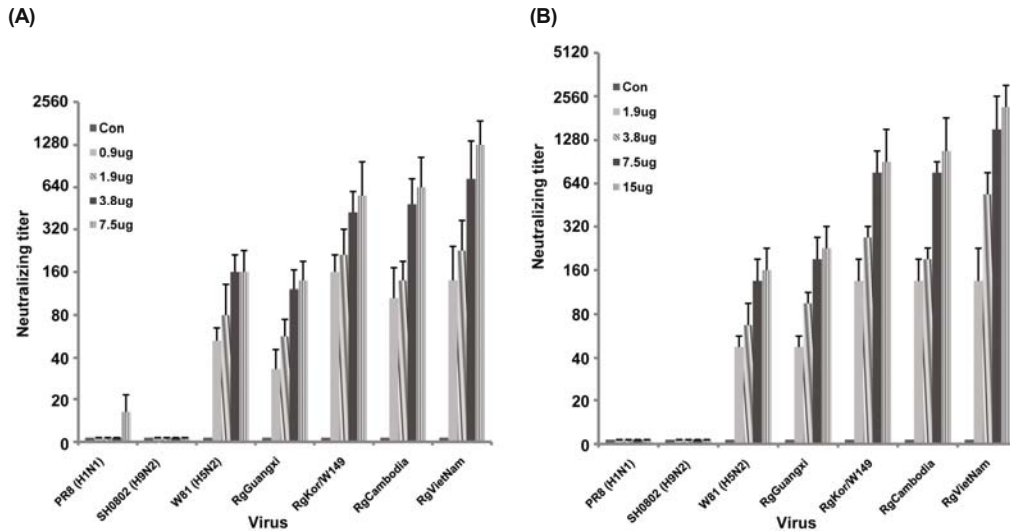 (A)
2560
1280
640
320
160
80
40
20
0
Neutralizing titer
Con
0.9ug
1.9ug
3.8ug
7.5ug
PR8 (H1N1)
SH0802 (H9N2)
W81 (H5N2)
RgGuangxi
RgKor/W149
RgCambodia
RgVietNam
Virus
(B)
5120
2560
1280
640
320
160
80
40
20
0
Neutralizing titer
Con
1.9ug
3.8ug
7.5ug
15ug
PR8 (H1N1)
SH0802 (H9N2)
W81 (H5N2)
RgGuangxi
RgKor/W149
RgCambodia
RgVietNam
Virus